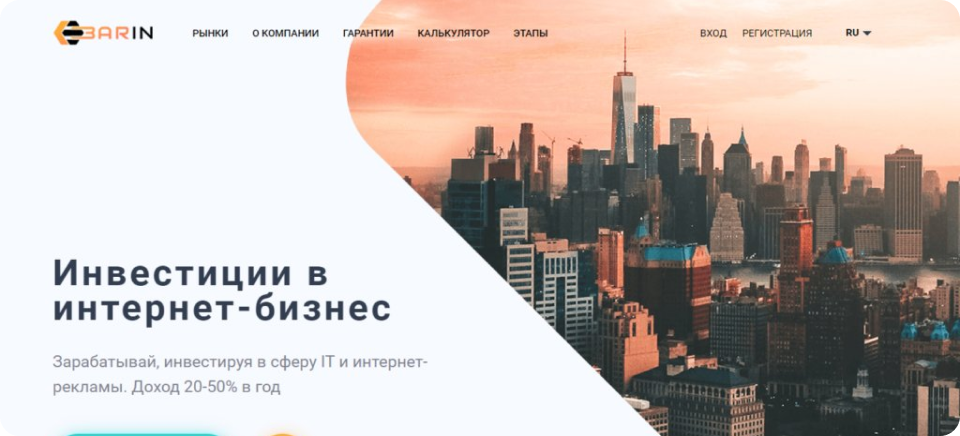 BARIN
РЫНКИ
О КОМПАНИИ
ГАРАНТИИ
КАЛЬКУЛЯТОР
ЭТАПЫ
ВХОД
РЕГИСТРАЦИЯ
RU
Инвестиции в
интернет-бизнес
Зарабатывай, инвестируя в сферу IT и интернет-
рекламы. Доход 20-50% в год